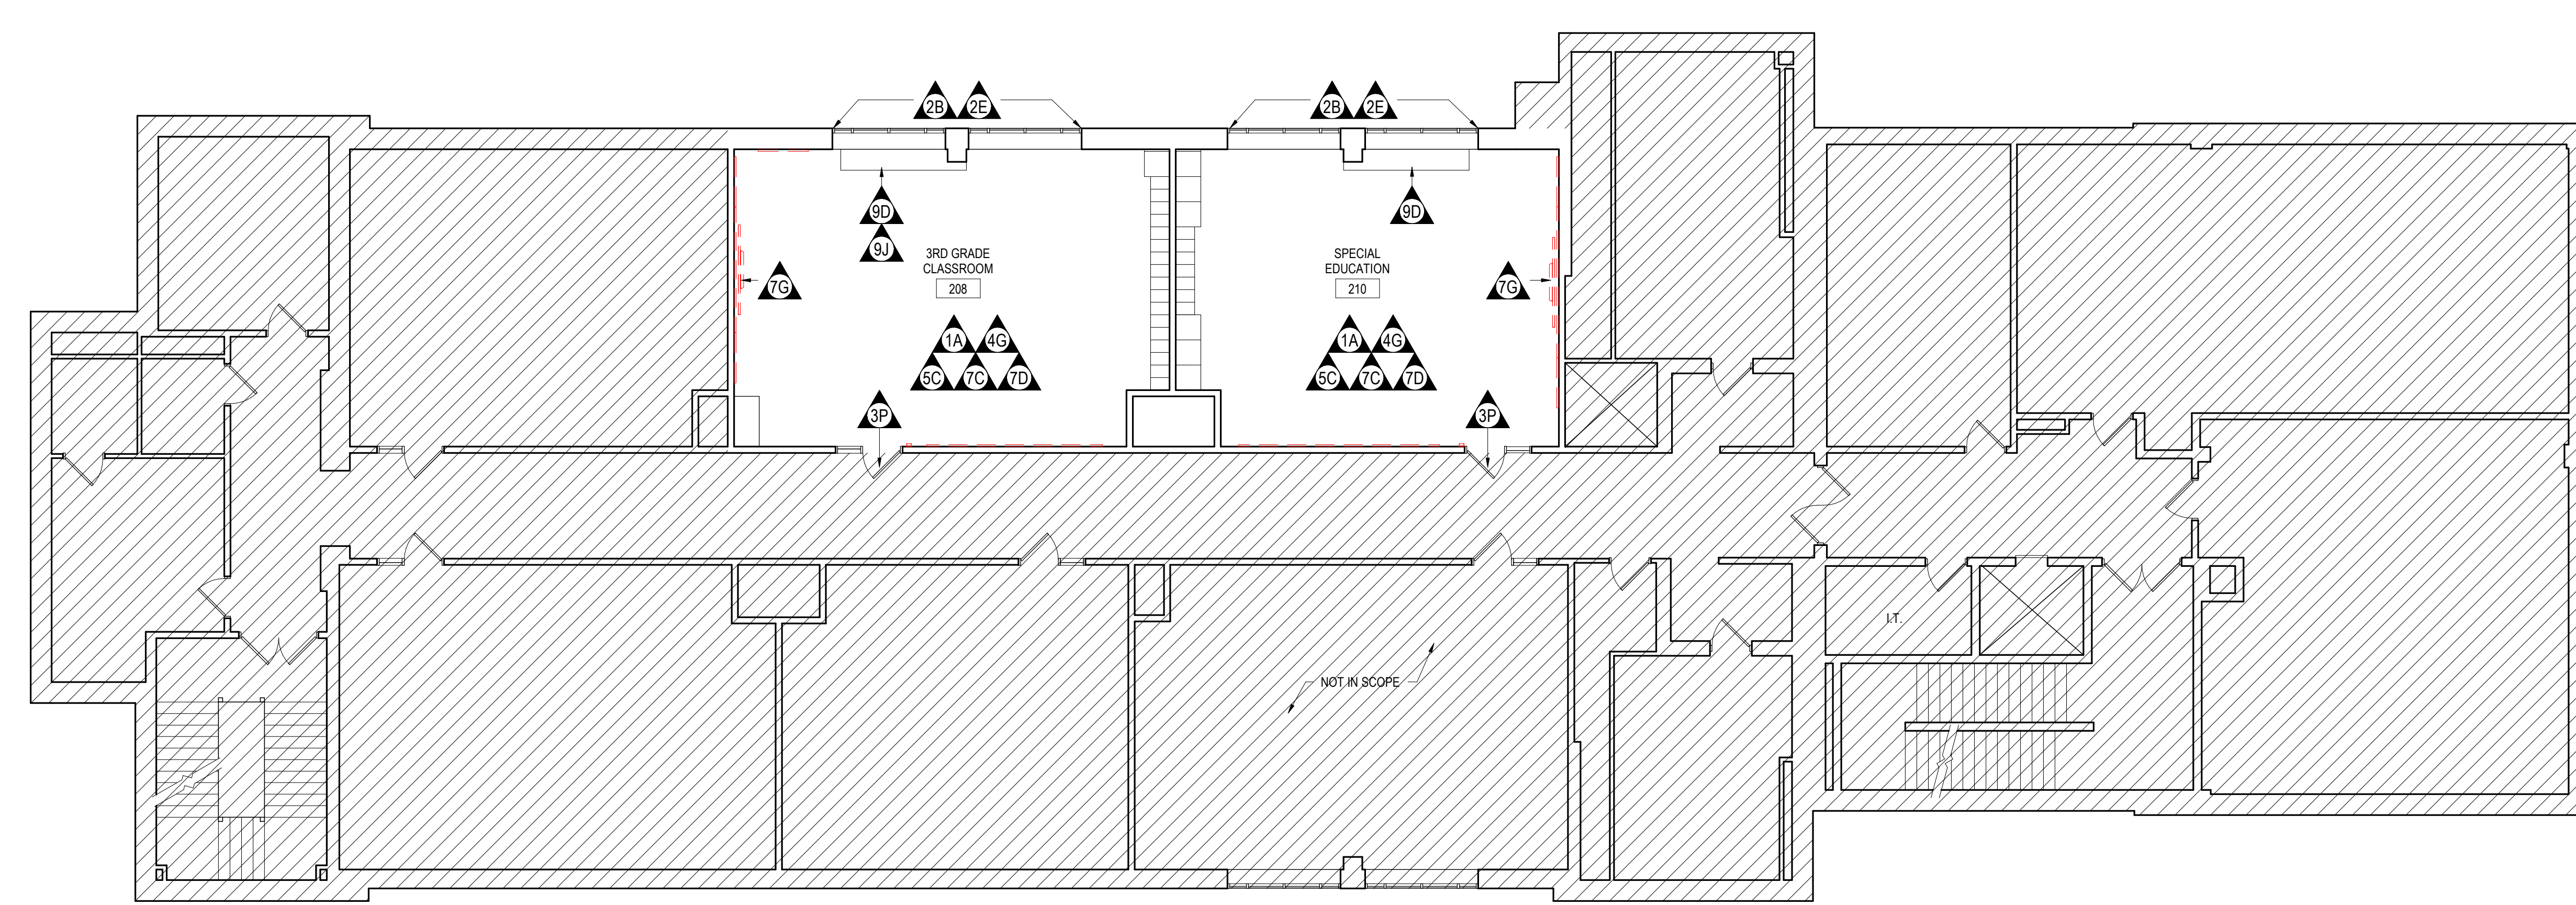 2B 2E
2B 2E
9D
9J
9D
3RD GRADE
CLASSROOM
208
SPECIAL
EDUCATION
210
7G
7G
1A 4G
5C 7C 7D
1A 4G
5C 7C 7D
3P
3P
I.T.
NOT IN SCOPE